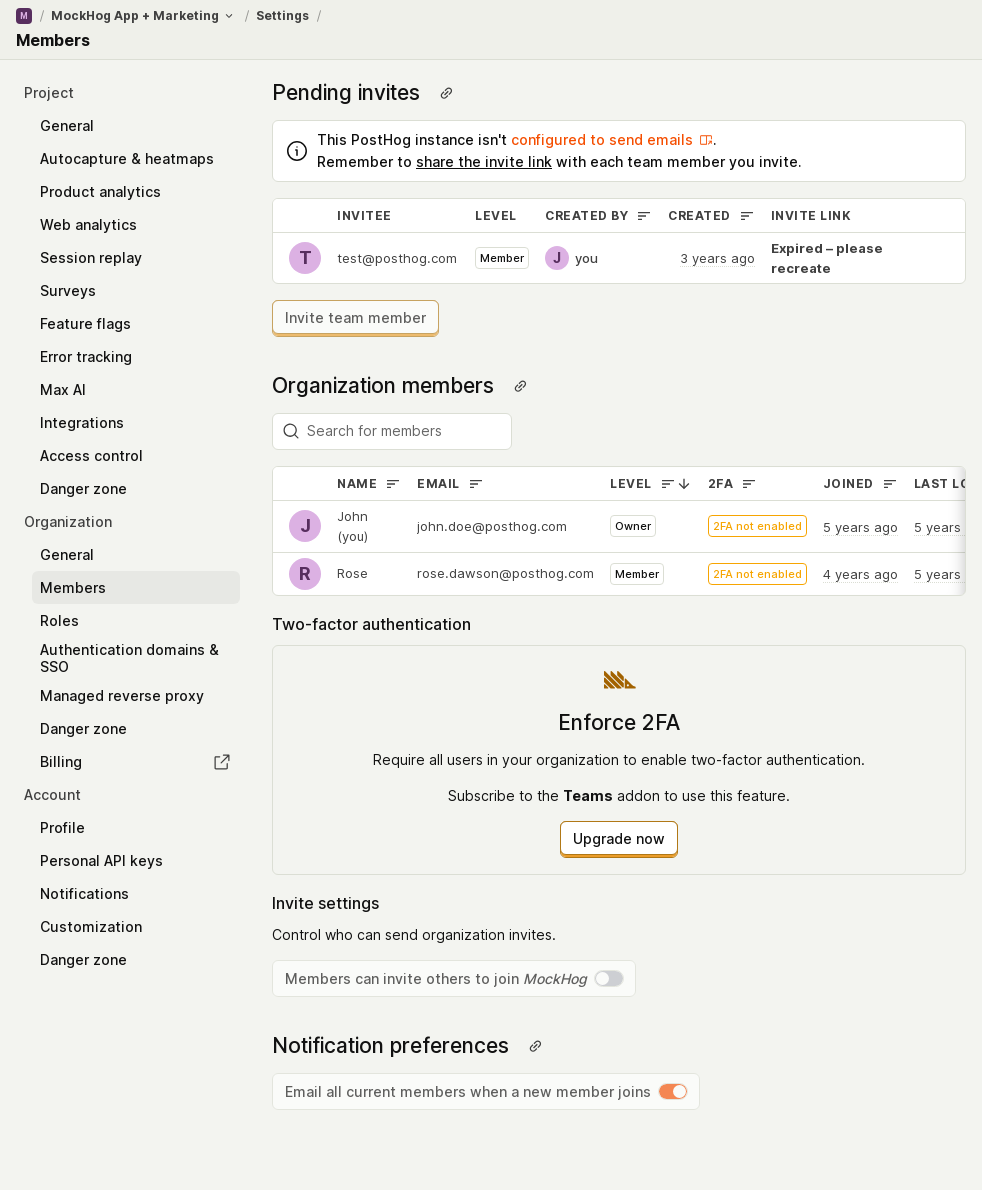 M / MockHog App + Marketing / Settings /
Members
Project
General
Autocapture & heatmaps
Product analytics
Web analytics
Session replay
Surveys
Feature flags
Error tracking
Max AI
Integrations
Access control
Danger zone
Organization
General
Members
Roles
Authentication domains &
SSO
Managed reverse proxy
Danger zone
Billing
Account
Profile
Personal API keys
Notifications
Customization
Danger zone
Pending invites
This PostHog instance isn't configured to send emails.
Remember to share the invite link with each team member you invite.
INVITEE LEVEL CREATED BY CREATED INVITE LINK
T test@posthog.com Member J you 3 years ago Expired – please
recreate
Invite team member
Organization members
Search for members
NAME EMAIL LEVEL 2FA JOINED LAST LO
J John
(you) john.doe@posthog.com Owner 2FA not enabled 5 years ago 5 years
R Rose rose.dawson@posthog.com Member 2FA not enabled 4 years ago 5 years
Two-factor authentication
Enforce 2FA
Require all users in your organization to enable two-factor authentication.
Subscribe to the Teams addon to use this feature.
Upgrade now
Invite settings
Control who can send organization invites.
Members can invite others to join MockHog
Notification preferences
Email all current members when a new member joins